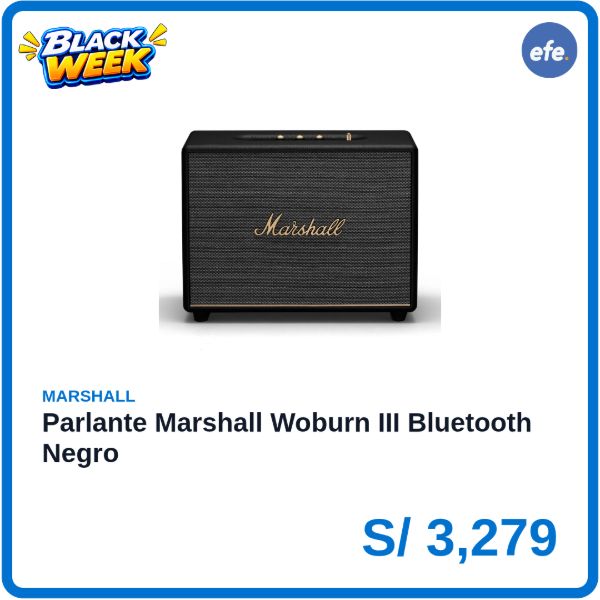 BLACK
WEEK
efe.
Marshall
MARSHALL
Parlante Marshall Woburn III Bluetooth
Negro
S/ 3,279